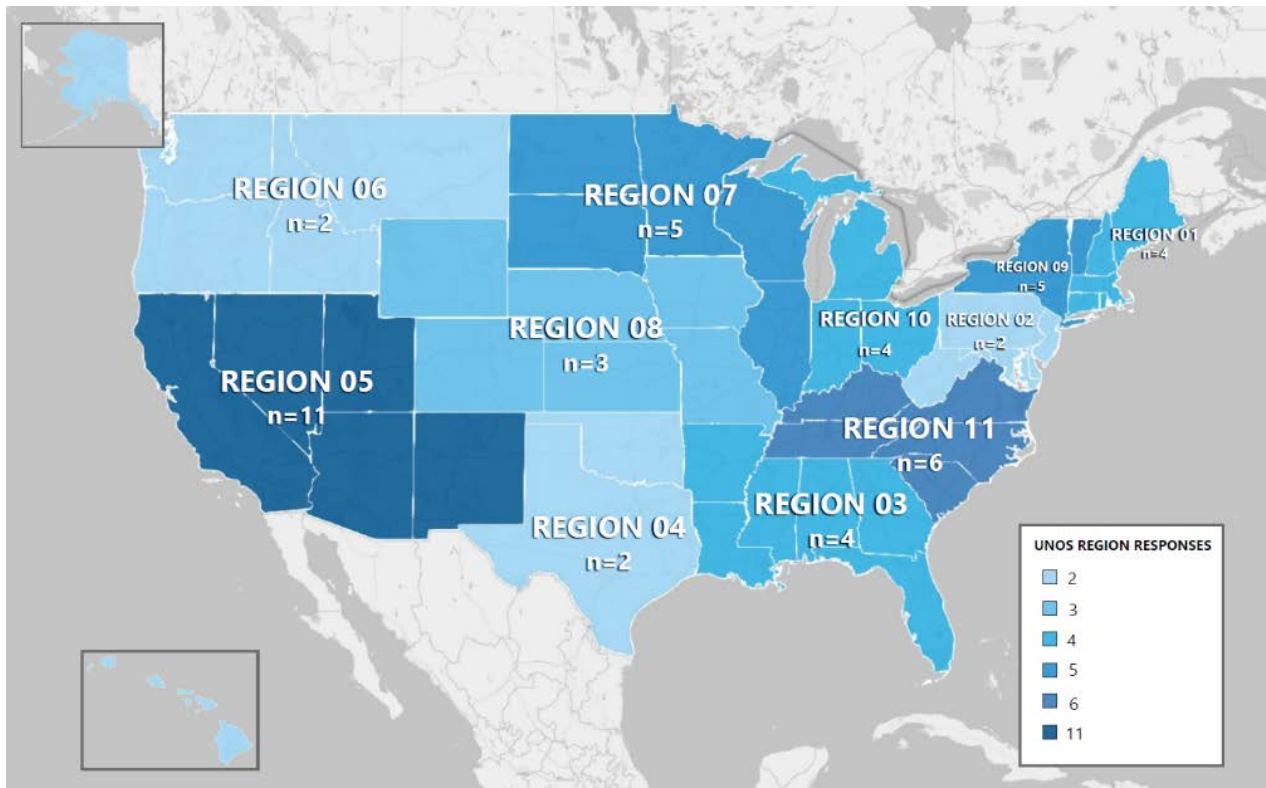 REGION 06
n=2
REGION 07
n=5
REGION 01
n=4
REGION 09
n=5
REGION 08
n=3
REGION 10
n=4
REGION 02
n=2
REGION 05
n=11
REGION 11
n=6
REGION 04
n=2
REGION 03
n=4
UNOS REGION RESPONSES
2
3
4
5
6
11